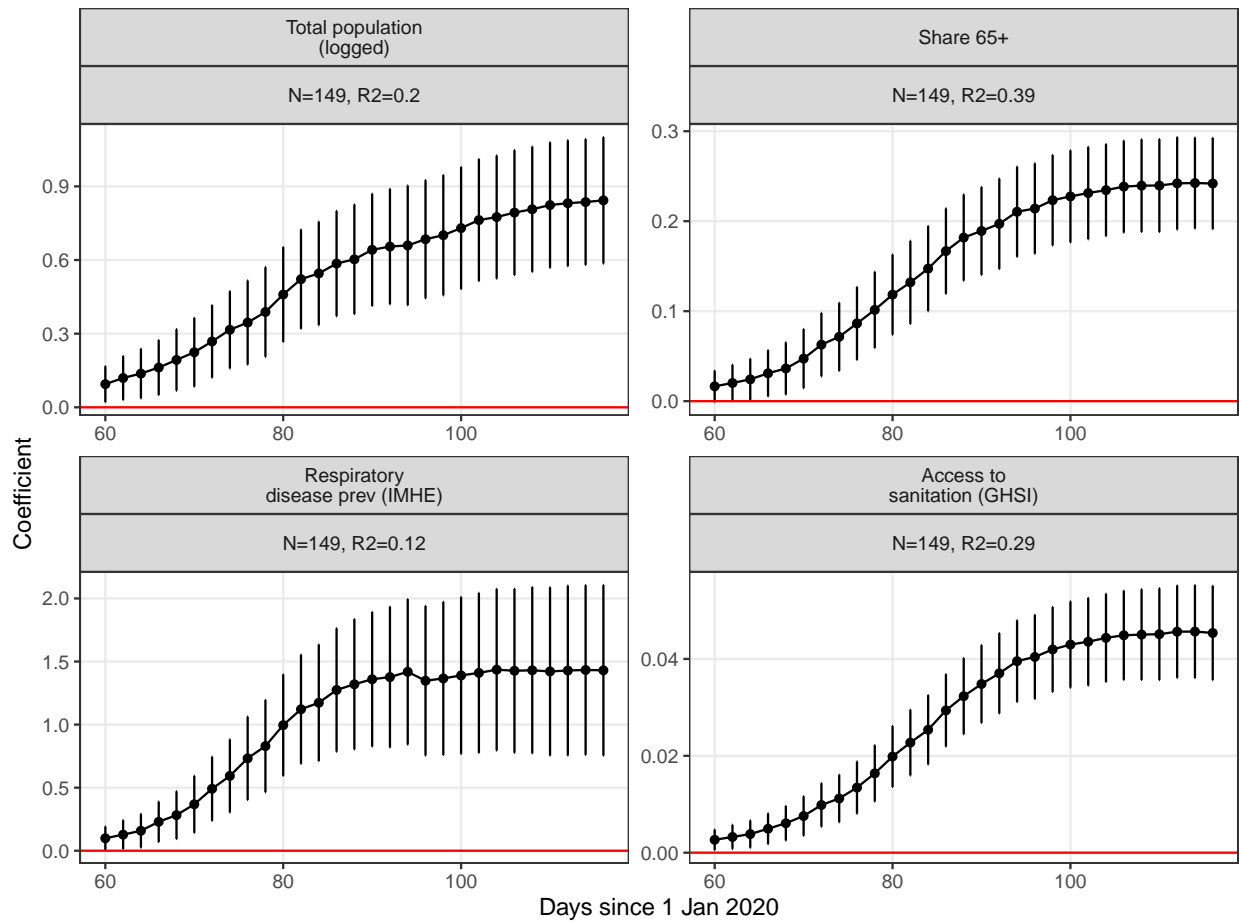 Total population
(logged)
N=149, R2=0.2
Share 65+
N=149, R2=0.39
0.9
0.6
0.3
0.0
60
80
100
0.3
0.2
0.1
0.0
60
80
100
Coefficient
Respiratory
disease prev (IMHE)
N=149, R2=0.12
Access to
sanitation (GHSI)
N=149, R2=0.29
2.0
1.5
1.0
0.5
0.0
60
80
100
0.04
0.02
0.00
60
80
100
Days since 1 Jan 2020